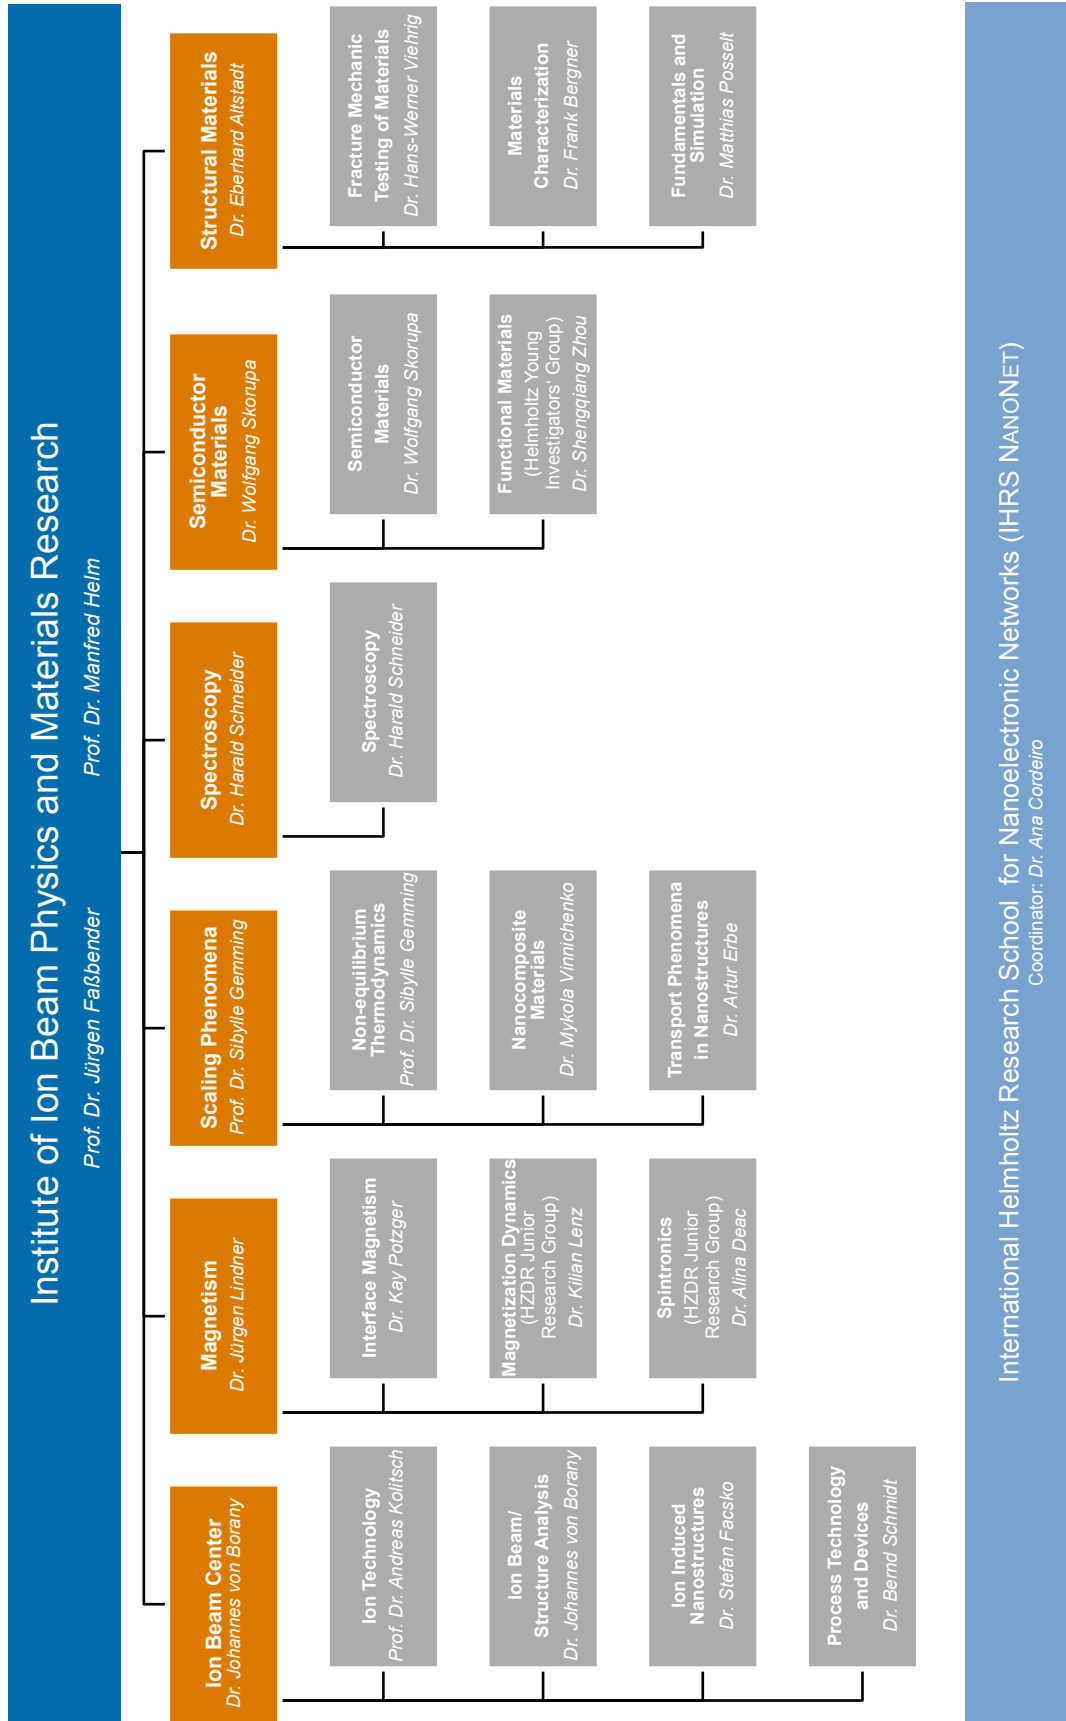 Institute of Ion Beam Physics and Materials Research
Prof. Dr. Jürgen Faßbender Prof. Dr. Manfred Helm
Ion Beam Center
Dr. Johannes von Borany
Ion Technology
Prof. Dr. Andreas Kolitsch
Ion Beam/
Structure Analysis
Dr. Johannes von Borany
Ion Induced
Nanostructures
Dr. Stefan Facsko
Process Technology
and Devices
Dr. Bernd Schmidt
Magnetism
Dr. Jürgen Lindner
Interface Magnetism
Dr. Kay Potzger
Magnetization Dynamics
(HZDR Junior
Research Group)
Dr. Kilian Lenz
Spintronics
(HZDR Junior
Research Group)
Dr. Alina Deac
Scaling Phenomena
Prof. Dr. Sibylle Gemming
Non-equilibrium
Thermodynamics
Prof. Dr. Sibylle Gemming
Nanocomposite
Materials
Dr. Mykola Vinnichenko
Transport Phenomena
in Nanostructures
Dr. Artur Erbe
Spectroscopy
Dr. Harald Schneider
Spectroscopy
Dr. Harald Schneider
Semiconductor
Materials
Dr. Wolfgang Skorupa
Semiconductor
Materials
Dr. Wolfgang Skorupa
Functional Materials
(Helmholtz Young
Investigators' Group)
Dr. Shengqiang Zhou
Structural Materials
Dr. Eberhard Altstadt
Fracture Mechanic
Testing of Materials
Dr. Hans-Werner Viehrig
Materials
Characterization
Dr. Frank Bergner
Fundamentals and
Simulation
Dr. Matthias Posselt
International Helmholtz Research School for Nanoelectronic Networks (IHRS NANONET)
Coordinator: Dr. Ana Cordeiro